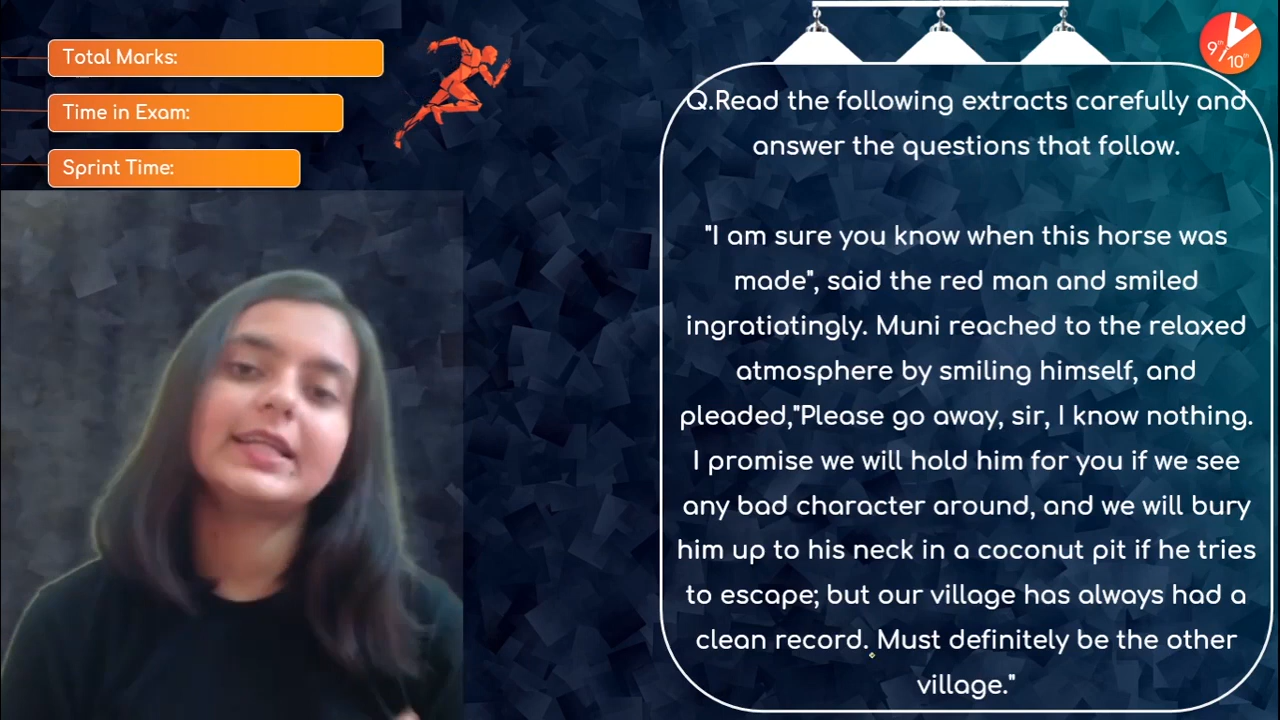 Total Marks:
Time in Exam:
Sprint Time:
9th/10th
Q.Read the following extracts carefully and
answer the questions that follow.
"I am sure you know when this horse was
made", said the red man and smiled
ingratiatingly. Muni reached to the relaxed
atmosphere by smiling himself, and
pleaded,"Please go away, sir, I know nothing.
I promise we will hold him for you if we see
any bad character around, and we will bury
him up to his neck in a coconut pit if he tries
to escape; but our village has always had a
clean record. Must definitely be the other
village."